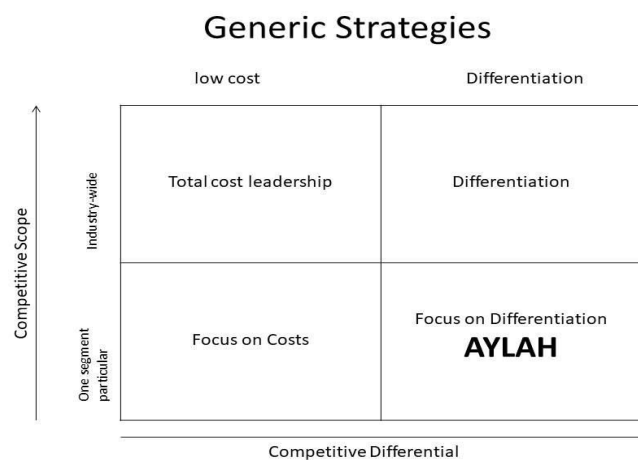 Generic Strategies
low cost
Differentiation
Competitive Scope
Industry-wide
Total cost leadership
Differentiation
One segment
particular
Focus on Costs
Focus on Differentiation
AYLAH
Competitive Differential